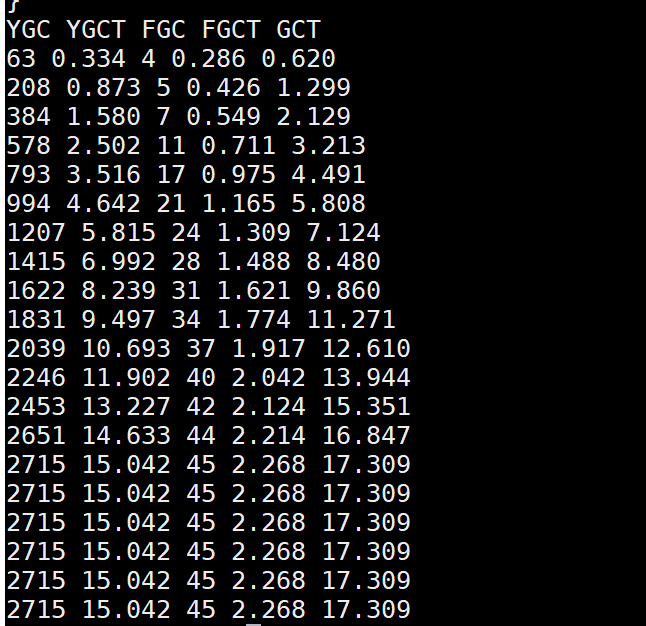 }
YGC YGCT FGC FGCT GCT
63 0.334 4 0.286 0.620
208 0.873 5 0.426 1.299
384 1.580 7 0.549 2.129
578 2.502 11 0.711 3.213
793 3.516 17 0.975 4.491
994 4.642 21 1.165 5.808
1207 5.815 24 1.309 7.124
1415 6.992 28 1.488 8.480
1622 8.239 31 1.621 9.860
1831 9.497 34 1.774 11.271
2039 10.693 37 1.917 12.610
2246 11.902 40 2.042 13.944
2453 13.227 42 2.124 15.351
2651 14.633 44 2.214 16.847
2715 15.042 45 2.268 17.309
2715 15.042 45 2.268 17.309
2715 15.042 45 2.268 17.309
2715 15.042 45 2.268 17.309
2715 15.042 45 2.268 17.309
2715 15.042 45 2.268 17.309